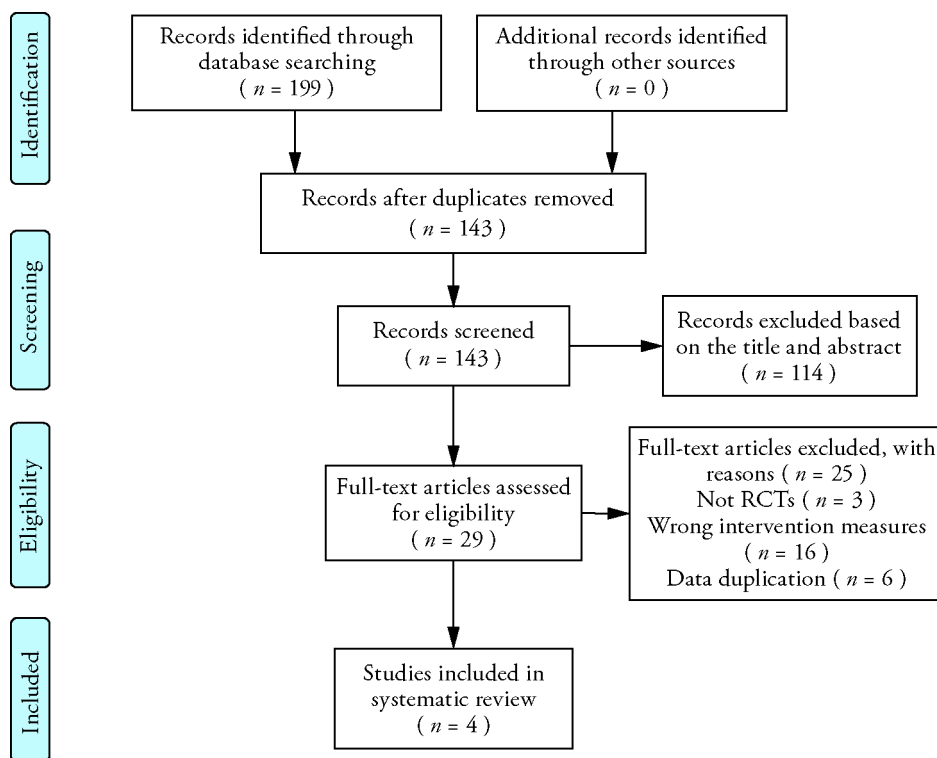 Identification
Records identified through
database searching
( n = 199 )
Additional records identified
through other sources
( n = 0 )
Records after duplicates removed
( n = 143 )
Screening
Records screened
( n = 143 )
Records excluded based
on the title and abstract
( n = 114 )
Eligibility
Full-text articles assessed
for eligibility
( n = 29 )
Full-text articles excluded, with
reasons ( n = 25 )
Not RCTs ( n = 3 )
Wrong intervention measures
( n = 16 )
Data duplication ( n = 6 )
Included
Studies included in
systematic review
( n = 4 )